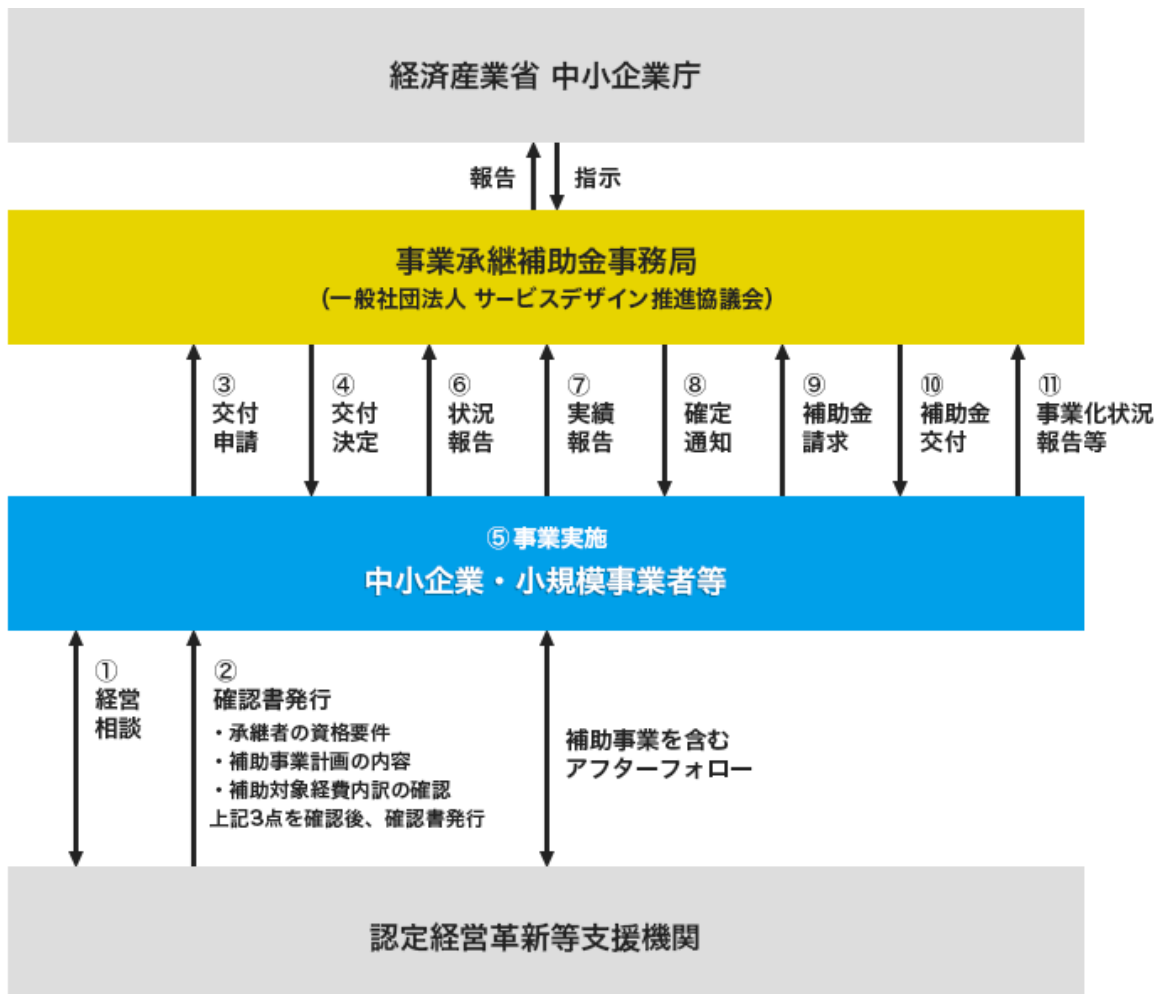 経済産業省 中小企業庁
報告
指示
事業承継補助金事務局
(一般社団法人 サービスデザイン推進協議会)
③
交付
申請
④
交付
決定
⑥
状況
報告
⑦
実績
報告
⑧
確定
通知
⑨
補助金
請求
⑩
補助金
交付
⑪
事業化状況
報告等
⑤事業実施
中小企業・小規模事業者等
①
経営
相談
②
確認書発行
・承継者の資格要件
・補助事業計画の内容
・補助対象経費内訳の確認
上記3点を確認後、確認書発行
補助事業を含む
アフターフォロー
認定経営革新等支援機関